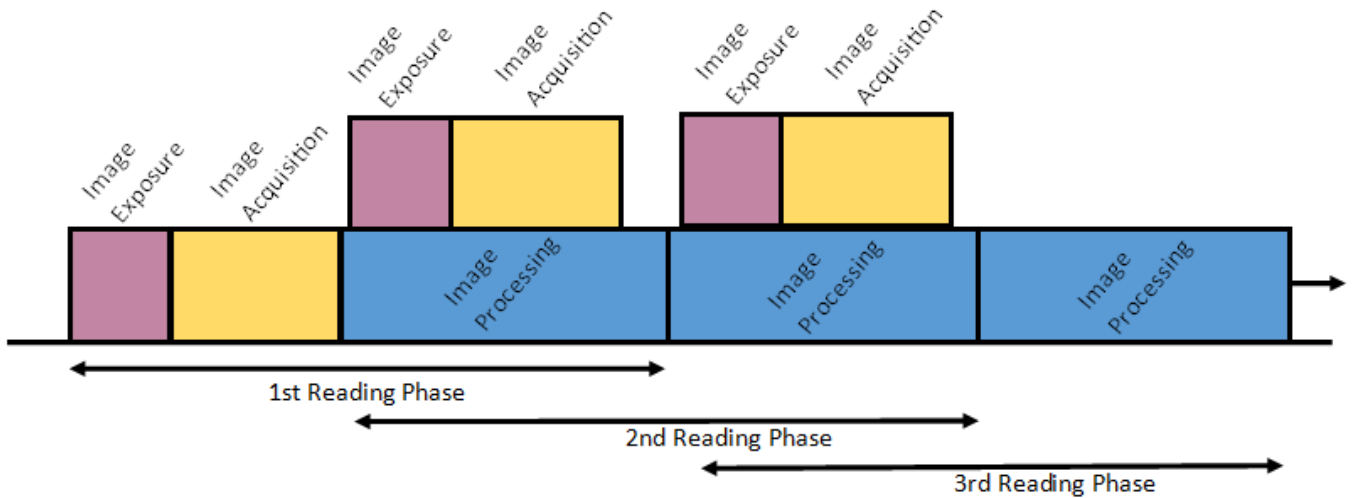 Image
Exposure
Image
Acquisition
Image
Exposure
Image
Acquisition
Image
Exposure
Image
Acquisition
Image
Processing
Image
Processing
Image
Processing
1st Reading Phase
2nd Reading Phase
3rd Reading Phase